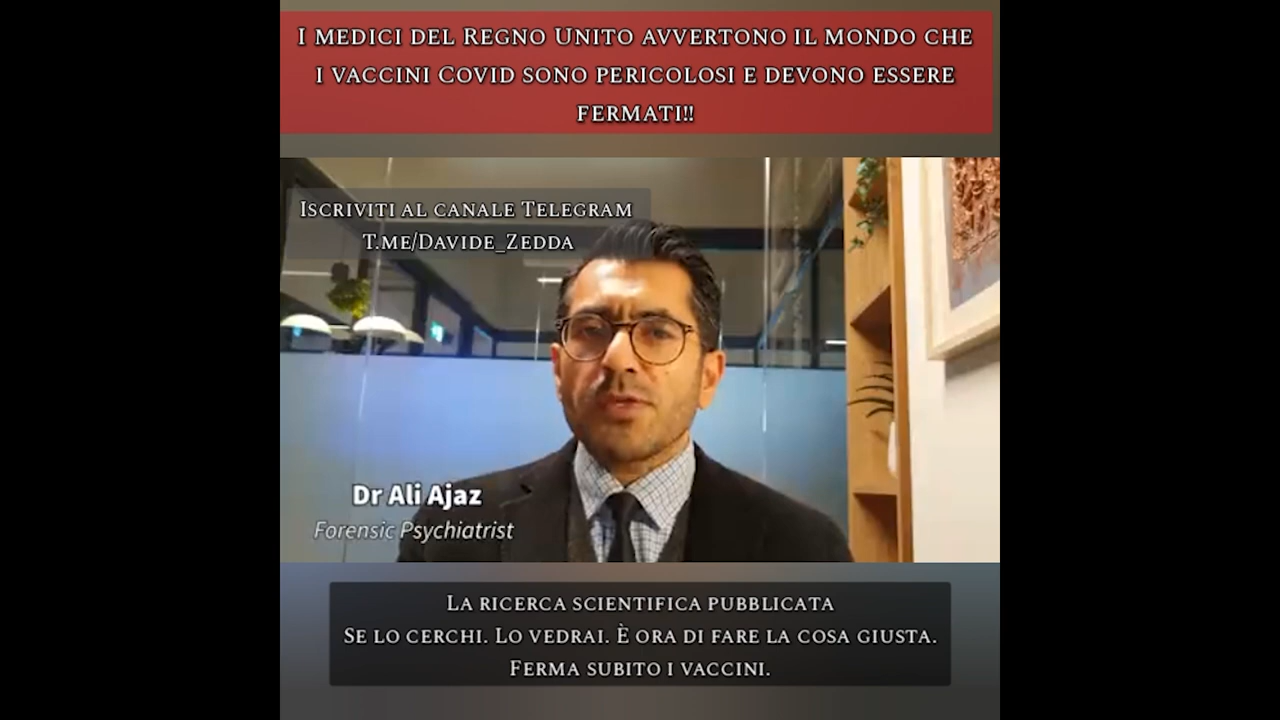 I medici del Regno Unito avvertono il mondo che
i vaccini Covid sono pericolosi e devono essere
fermati!!
Iscriviti al canale Telegram
t.me/Davide_Zedda
Dr Ali Ajaz
Forensic Psychiatrist
La ricerca scientifica pubblicata
Se lo cerchi. Lo vedrai. È ora di fare la cosa giusta.
Ferma subito i vaccini.